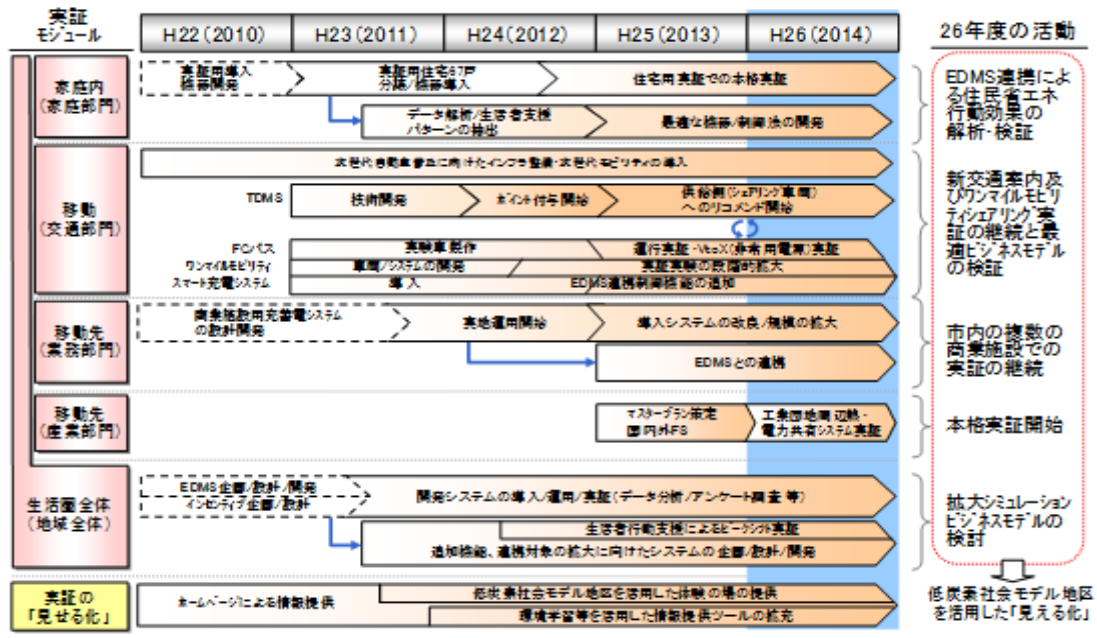 実証
モジュール
H22(2010)
H23(2011)
H24(2012)
H25(2013)
H26(2014)
26年度の活動
家庭内
(家庭部門)
実証用導入
機器開発
実証用住宅67戸
分譲/機器導入
住宅用実証での本格実証
データ解析/生活者支援
パターンの抽出
最適な機器/制御法の開発
EDMS連携によ
る住民省エネ
行動効果の
解析・検証
移動
(交通部門)
次世代自動車普及に向けたインフラ整備・次世代モビリティの導入
TDMS
技術開発
ポイント付与開始
供給側(シェアリング車両)
へのリコメンド開始
FCバス
実験車製作
運行実証・VtoX(非常用電源)実証
ワンマイルモビリティ
車両/システムの開発
実証実験の段階的拡大
スマート充電システム
導入
EDMS連携制御機能の追加
新交通案内及
びワンマイルモビリ
ティシェアリング実
証の継続と最
適ビジネスモデル
の検証
移動先
(業務部門)
商業施設用充蓄電システム
の設計開発
実地運用開始
導入システムの改良/規模の拡大
EDMSとの連携
市内の複数の
商業施設での
実証の継続
移動先
(産業部門)
マスタープラン策定
国内外FS
工業団地周辺熱・
電力共有システム実証
本格実証開始
生活圏全体
(地域全体)
EDMS企画/設計/開発
インセンティブ企画/設計
開発システムの導入/運用/実証(データ分析/アンケート調査等)
生活者行動支援によるピークシフト実証
追加機能、連携対象の拡大に向けたシステムの企画/設計/開発
拡大シミュレーション
ビジネスモデルの
検討
実証の
「見せる化」
ホームページによる情報提供
低炭素社会モデル地区を活用した体験の場の提供
環境学習等を活用した情報提供ツールの拡充
低炭素社会モデル地区
を活用した「見える化」